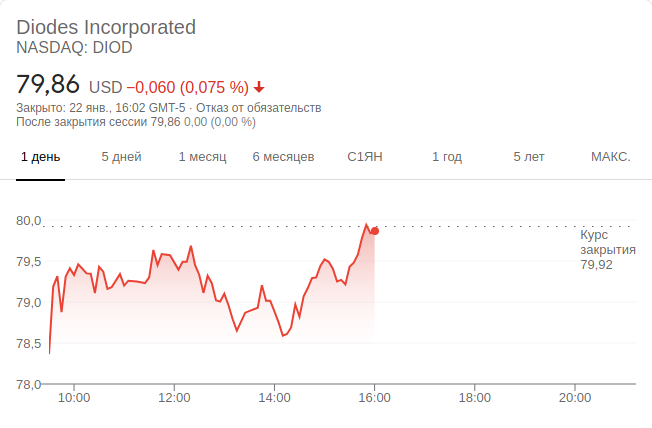 Diodes Incorporated
NASDAQ: DIOD
79,86 USD −0,060 (0,075 %)
Закрыто: 22 янв., 16:02 GMT-5 · Отказ от обязательств
После закрытия сессии 79,86 0,00 (0,00 %)
1 день 5 дней 1 месяц 6 месяцев С1ЯН 1 год 5 лет МАКС.
80,0
Курс
закрытия
79,92
79,5
79,0
78,5
78,0
10:00 12:00 14:00 16:00 18:00 20:00